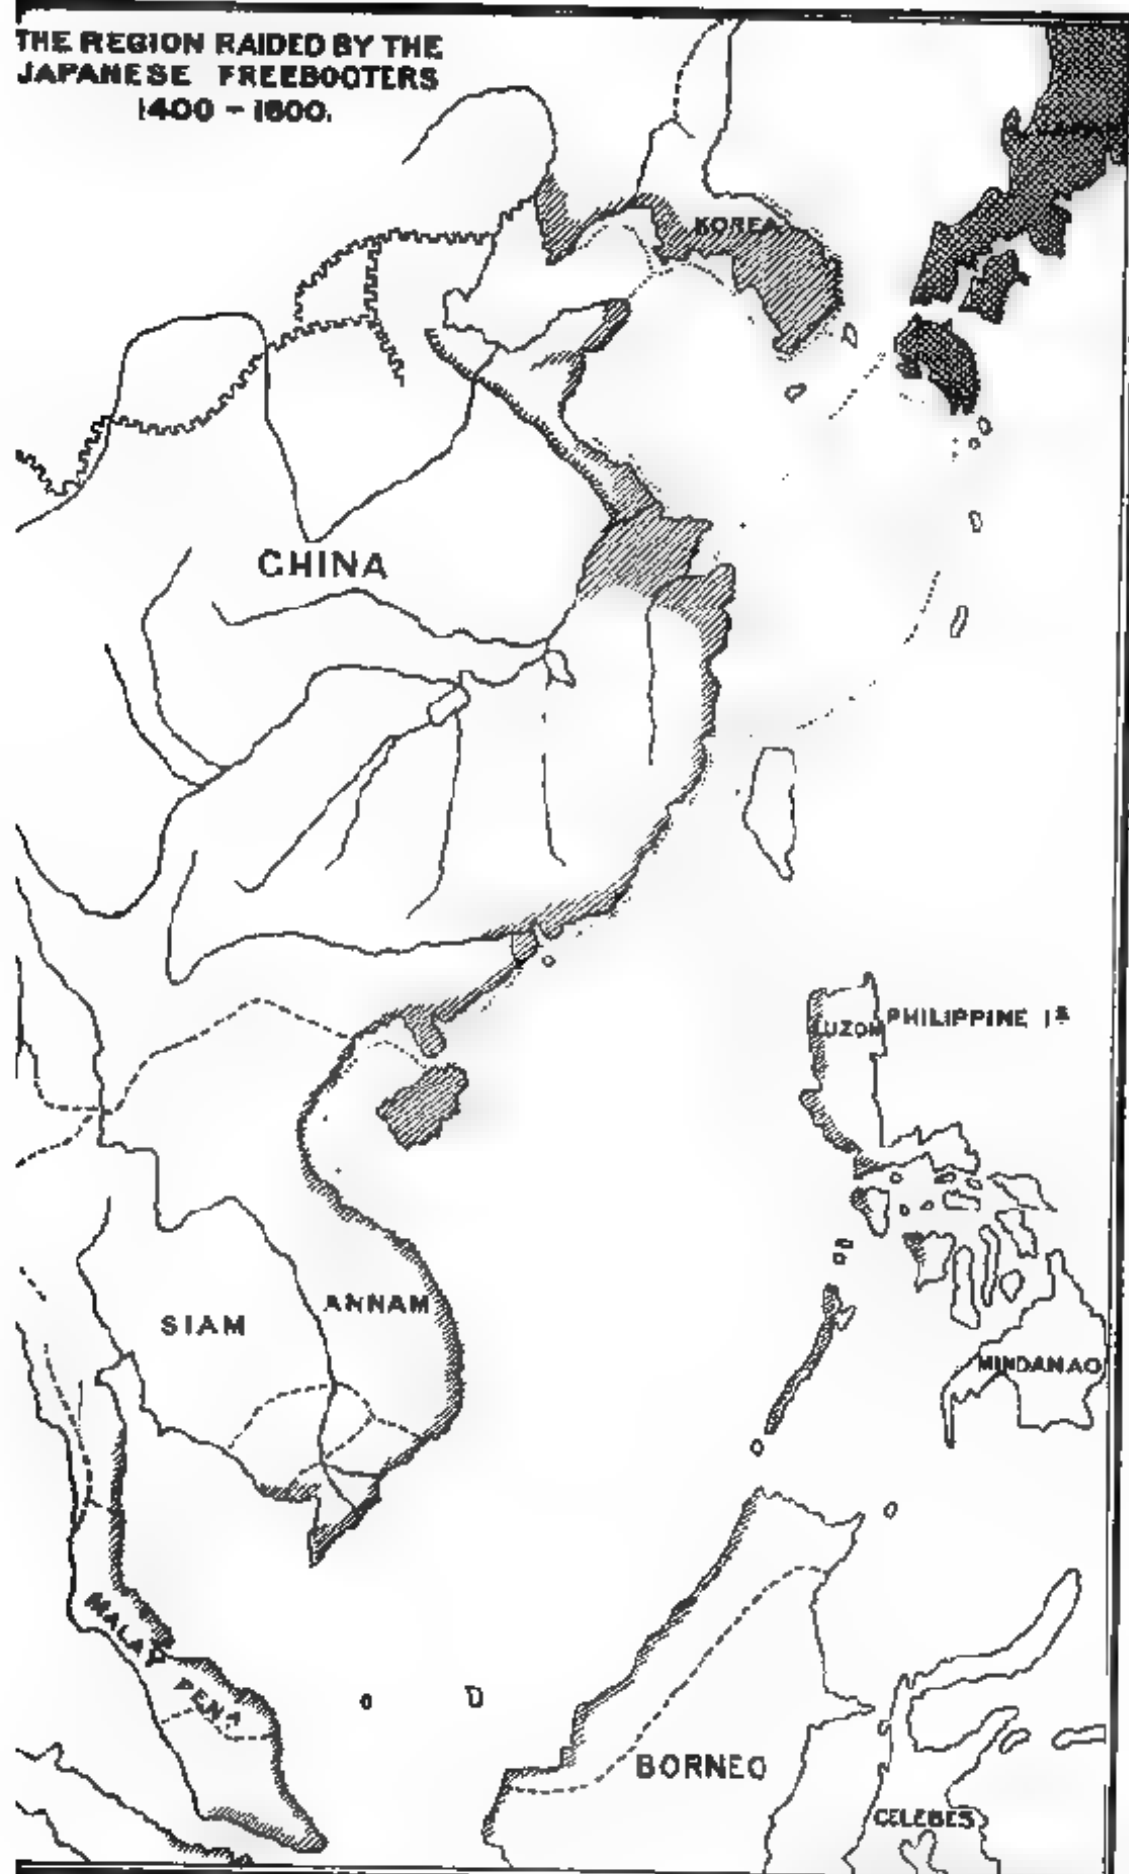 THE REGION RAIDED BY THE
JAPANESE FREEBOOTERS
1400 - 1600.
KOREA
CHINA
LUZON
PHILIPPINE Iˢ
SIAM
ANNAM
MINDANAO
MALAY PENA
BORNEO
CELEBES